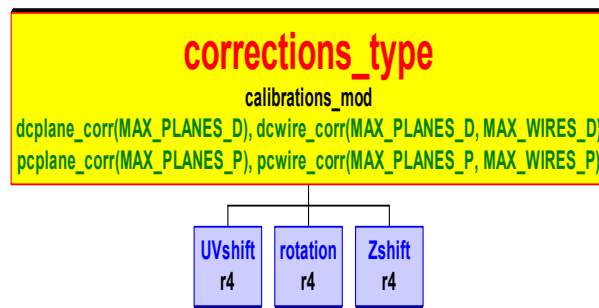 corrections_type
calibrations_mod
dcplane_corr(MAX_PLANES_D), dcwire_corr(MAX_PLANES_D, MAX_WIRES_D)
pcplane_corr(MAX_PLANES_P), pcwire_corr(MAX_PLANES_P, MAX_WIRES_P)
UVshift rotation Zshift
r4 r4 r4